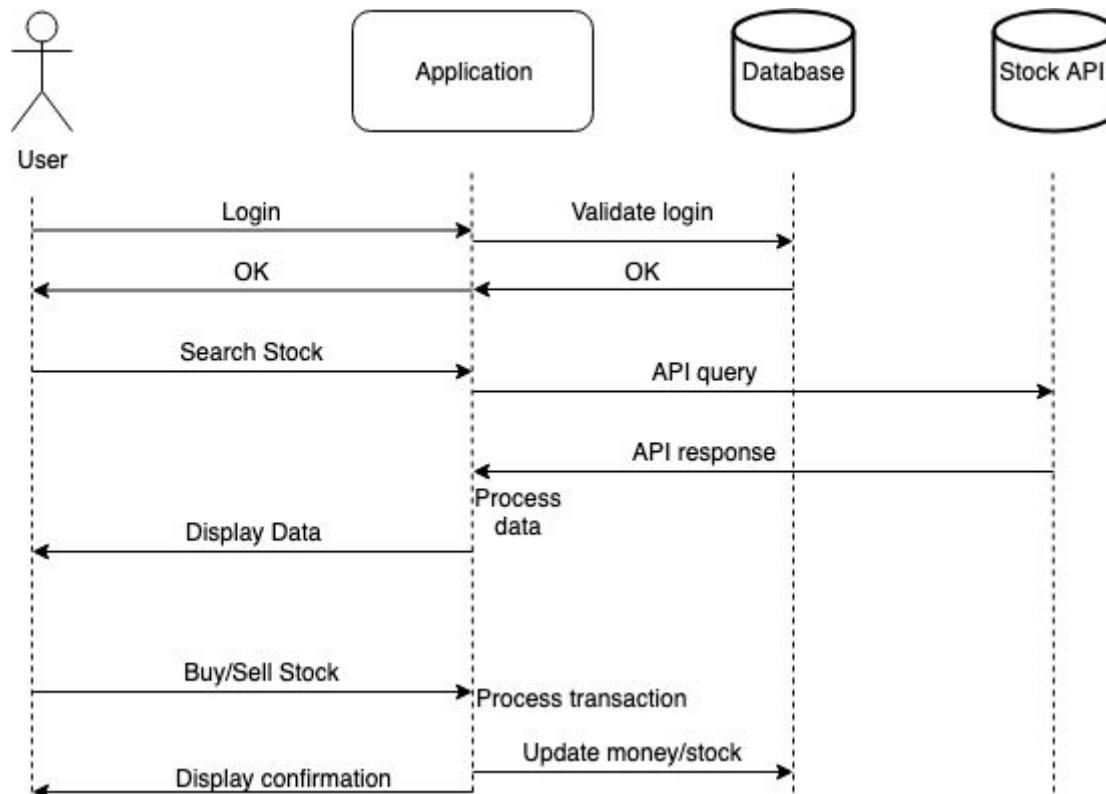 Application
Database
Stock API
User
Login
Validate login
OK
OK
Search Stock
API query
API response
Process
data
Display Data
Buy/Sell Stock
Process transaction
Update money/stock
Display confirmation